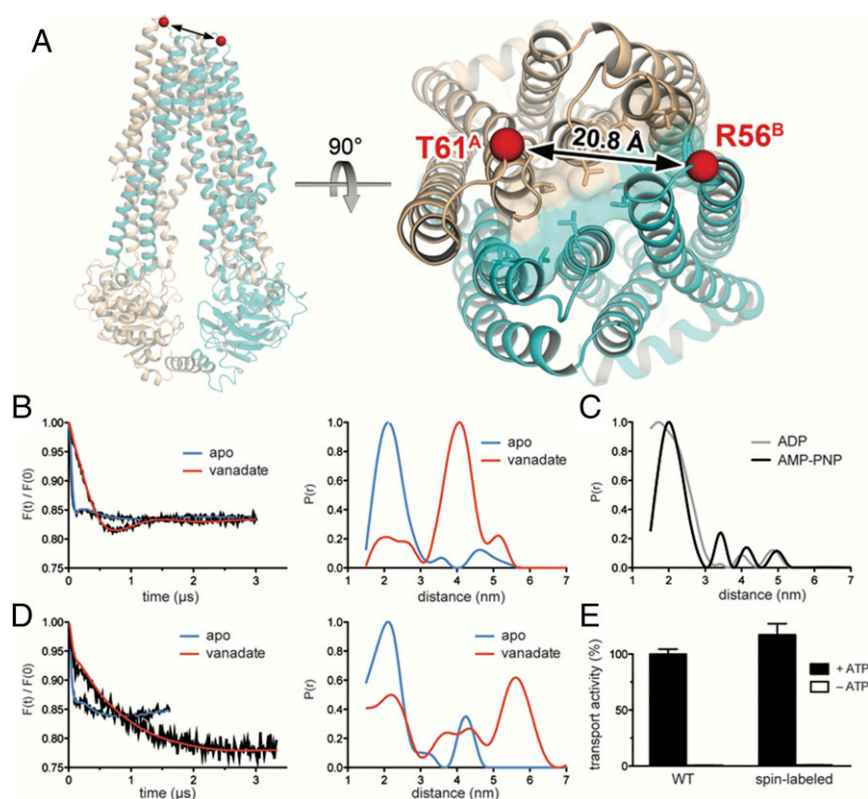 A
90°
T61A
20.8 Å
R56B
B
1.00
0.95
0.90
0.85
0.80
0.75
F(t) / F(0)
apo
vanadate
0 1 2 3
time (µs)
1.0
0.8
0.6
0.4
0.2
0.0
P(r)
apo
vanadate
1 2 3 4 5 6 7
distance (nm)
C
1.0
0.8
0.6
0.4
0.2
0.0
P(r)
ADP
AMP-PNP
1 2 3 4 5 6 7
distance (nm)
D
1.00
0.95
0.90
0.85
0.80
0.75
F(t) / F(0)
apo
vanadate
0 1 2 3
time (µs)
1.0
0.8
0.6
0.4
0.2
0.0
P(r)
apo
vanadate
1 2 3 4 5 6 7
distance (nm)
E
transport activity (%)
100
50
0
+ ATP
– ATP
WT spin-labeled